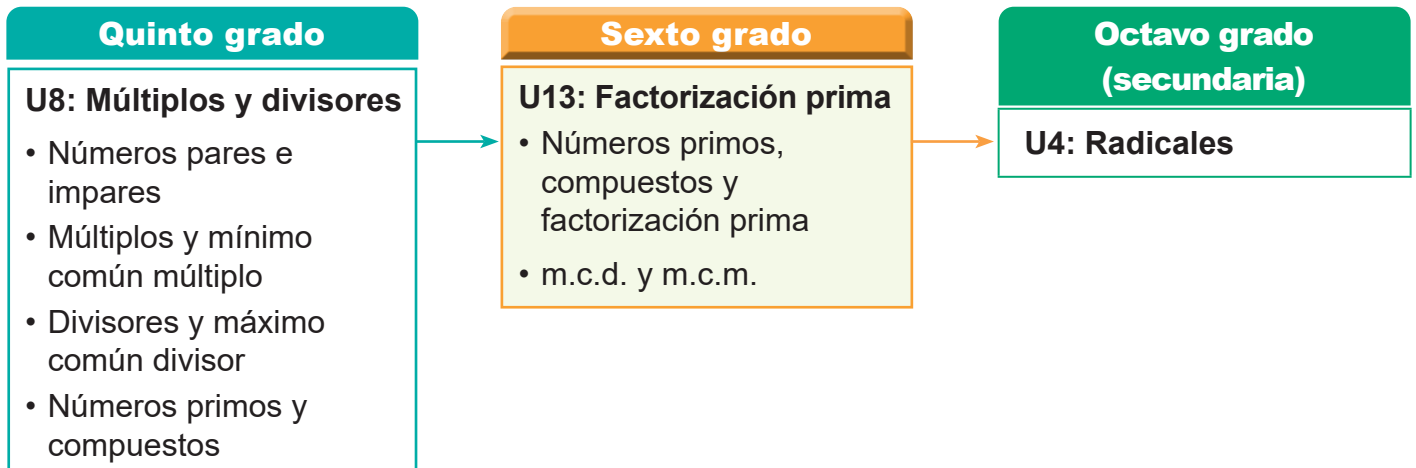 Quinto grado
U8: Múltiplos y divisores
• Números pares e
impares
• Múltiplos y mínimo
común múltiplo
• Divisores y máximo
común divisor
• Números primos y
compuestos
Sexto grado
U13: Factorización prima
• Números primos,
compuestos y
factorización prima
• m.c.d. y m.c.m.
Octavo grado
(secundaria)
U4: Radicales